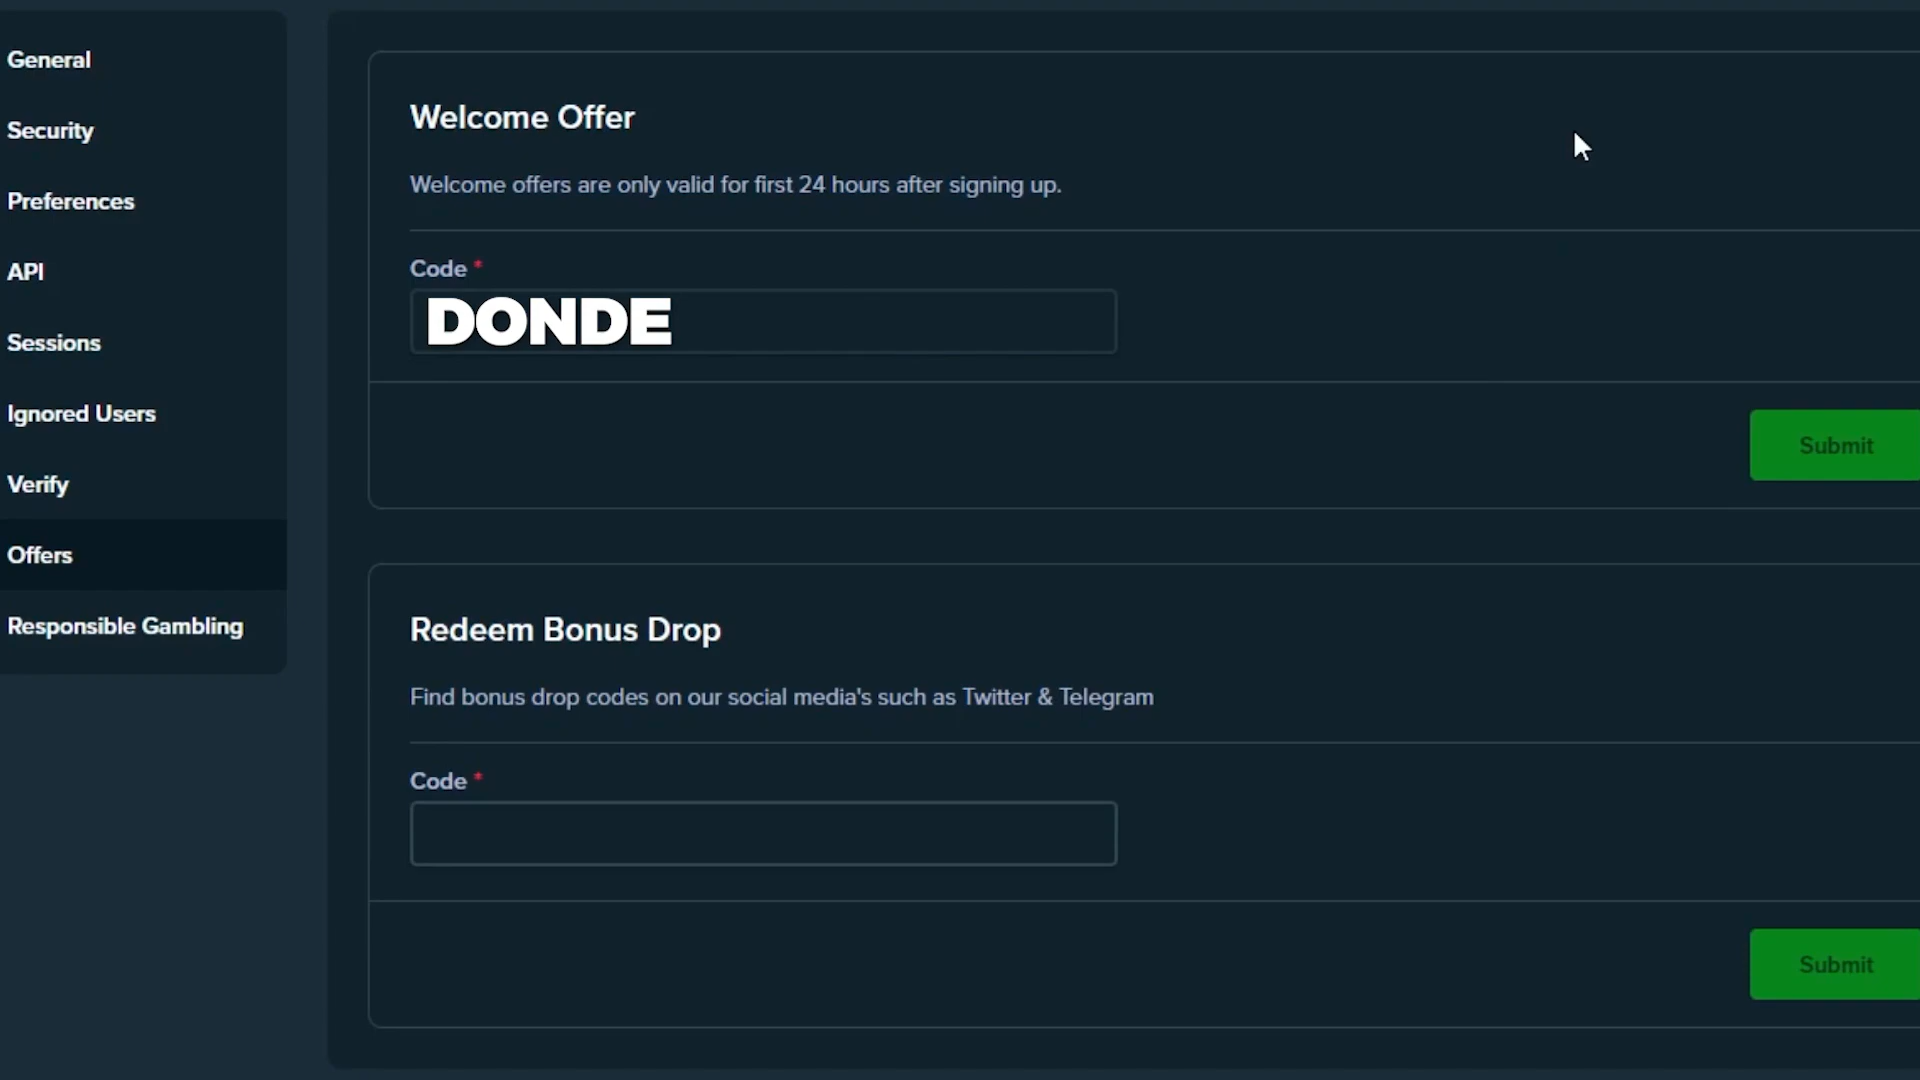 General
Security
Preferences
API
Sessions
Ignored Users
Verify
Offers
Responsible Gambling
Welcome Offer
Welcome offers are only valid for first 24 hours after signing up.
Code *
DONDE
Submit
Redeem Bonus Drop
Find bonus drop codes on our social media's such as Twitter & Telegram
Code *
Submit